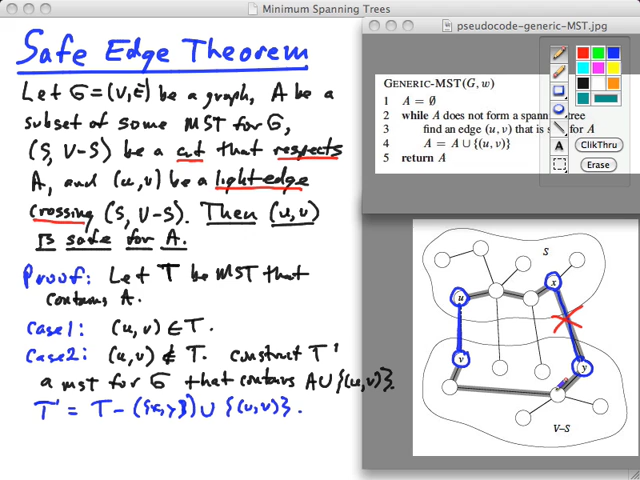 Minimum Spanning Trees
Safe Edge Theorem
Let G=(V,E) be a graph, A be a
subset of some MST for G,
(S, V-S) be a cut that respects
A, and (u,v) be a light edge
crossing (S, V-S). Then (u,v)
Is safe for A.
Proof: Let T be MST that
contains A.
Case 1: (u,v) ∈ T.
Case 2: (u,v) ∉ T. construct T'
a mst for G that contains A∪{(u,v)}.
T' = T-({x,y}) ∪ {(u,v)}.
pseudocode-generic-MST.jpg
GENERIC-MST(G, w)
1 A = ∅
2 while A does not form a spann tree
3 find an edge (u, v) that is s for A
4 A = A ∪ {(u, v)}
5 return A
A
ClikThru
Erase
S
x
u
v
y
V–S